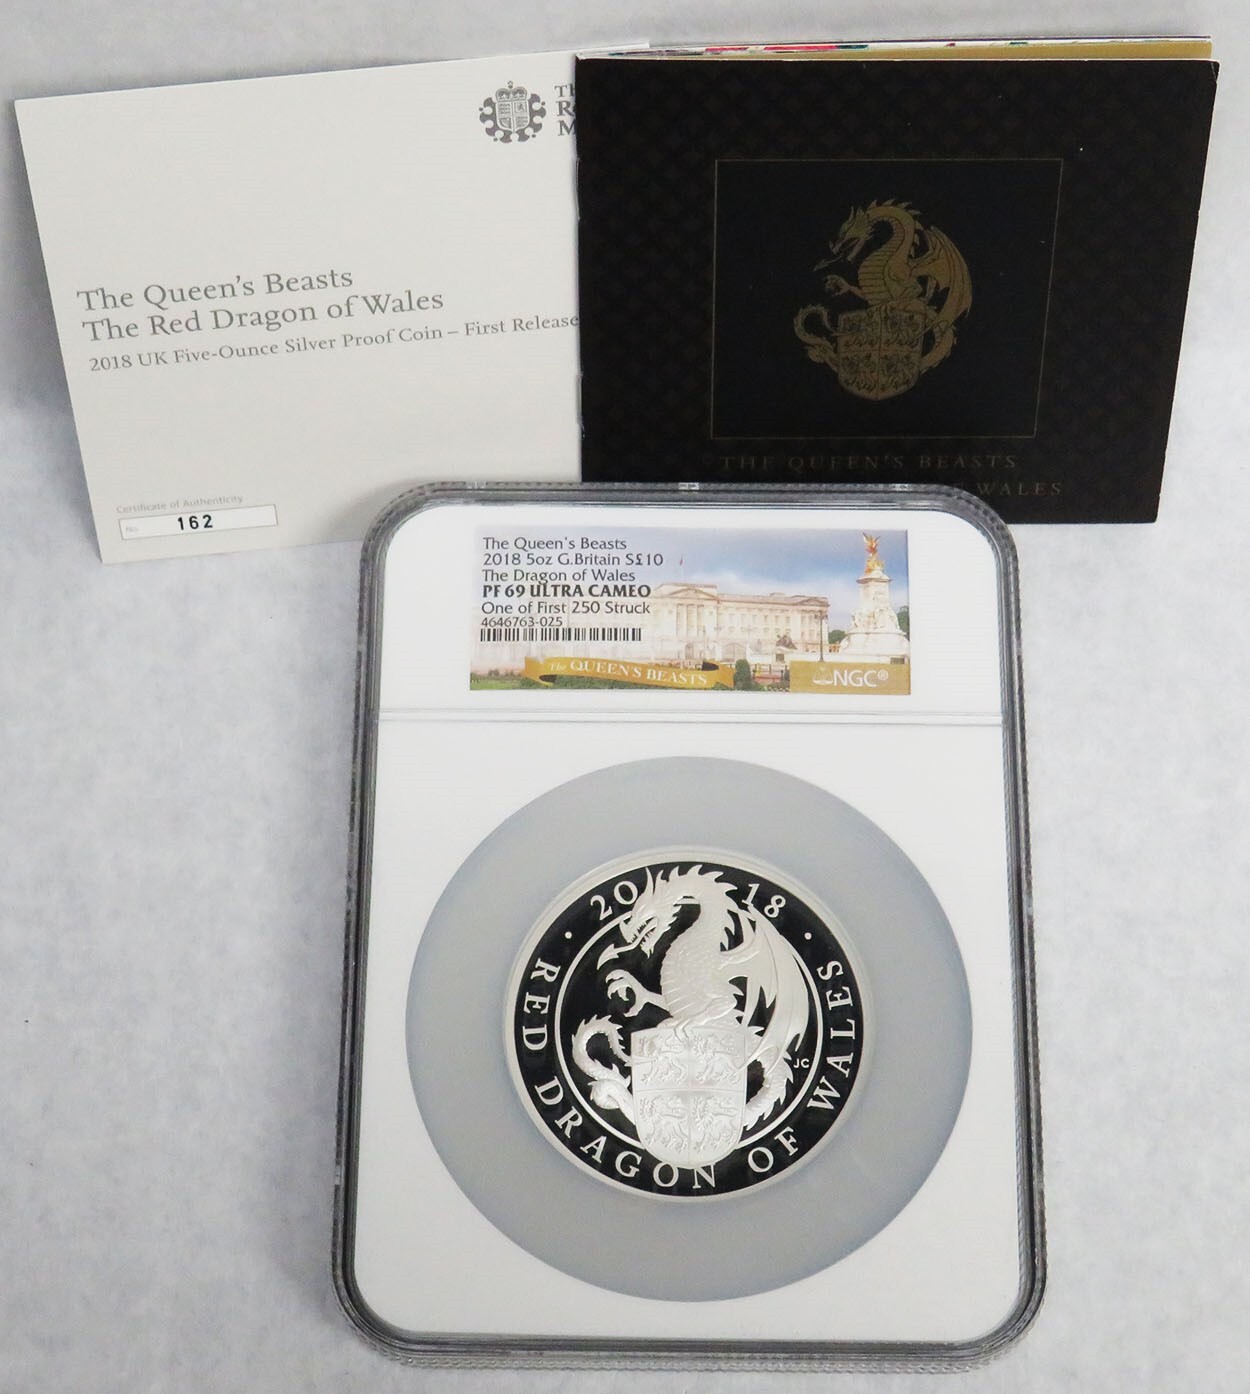 The Queen's Beasts
The Red Dragon of Wales
2018 UK Five-Ounce Silver Proof Coin – First Release
Certificate of Authenticity
No. 162
THE QUEEN'S BEASTS
WALES
The Queen's Beasts
2018 5oz G.Britain S£10
The Dragon of Wales
PF 69 ULTRA CAMEO
One of First 250 Struck
4646763-025
The QUEEN'S BEASTS
NGC®
2018
RED DRAGON OF WALES
JC